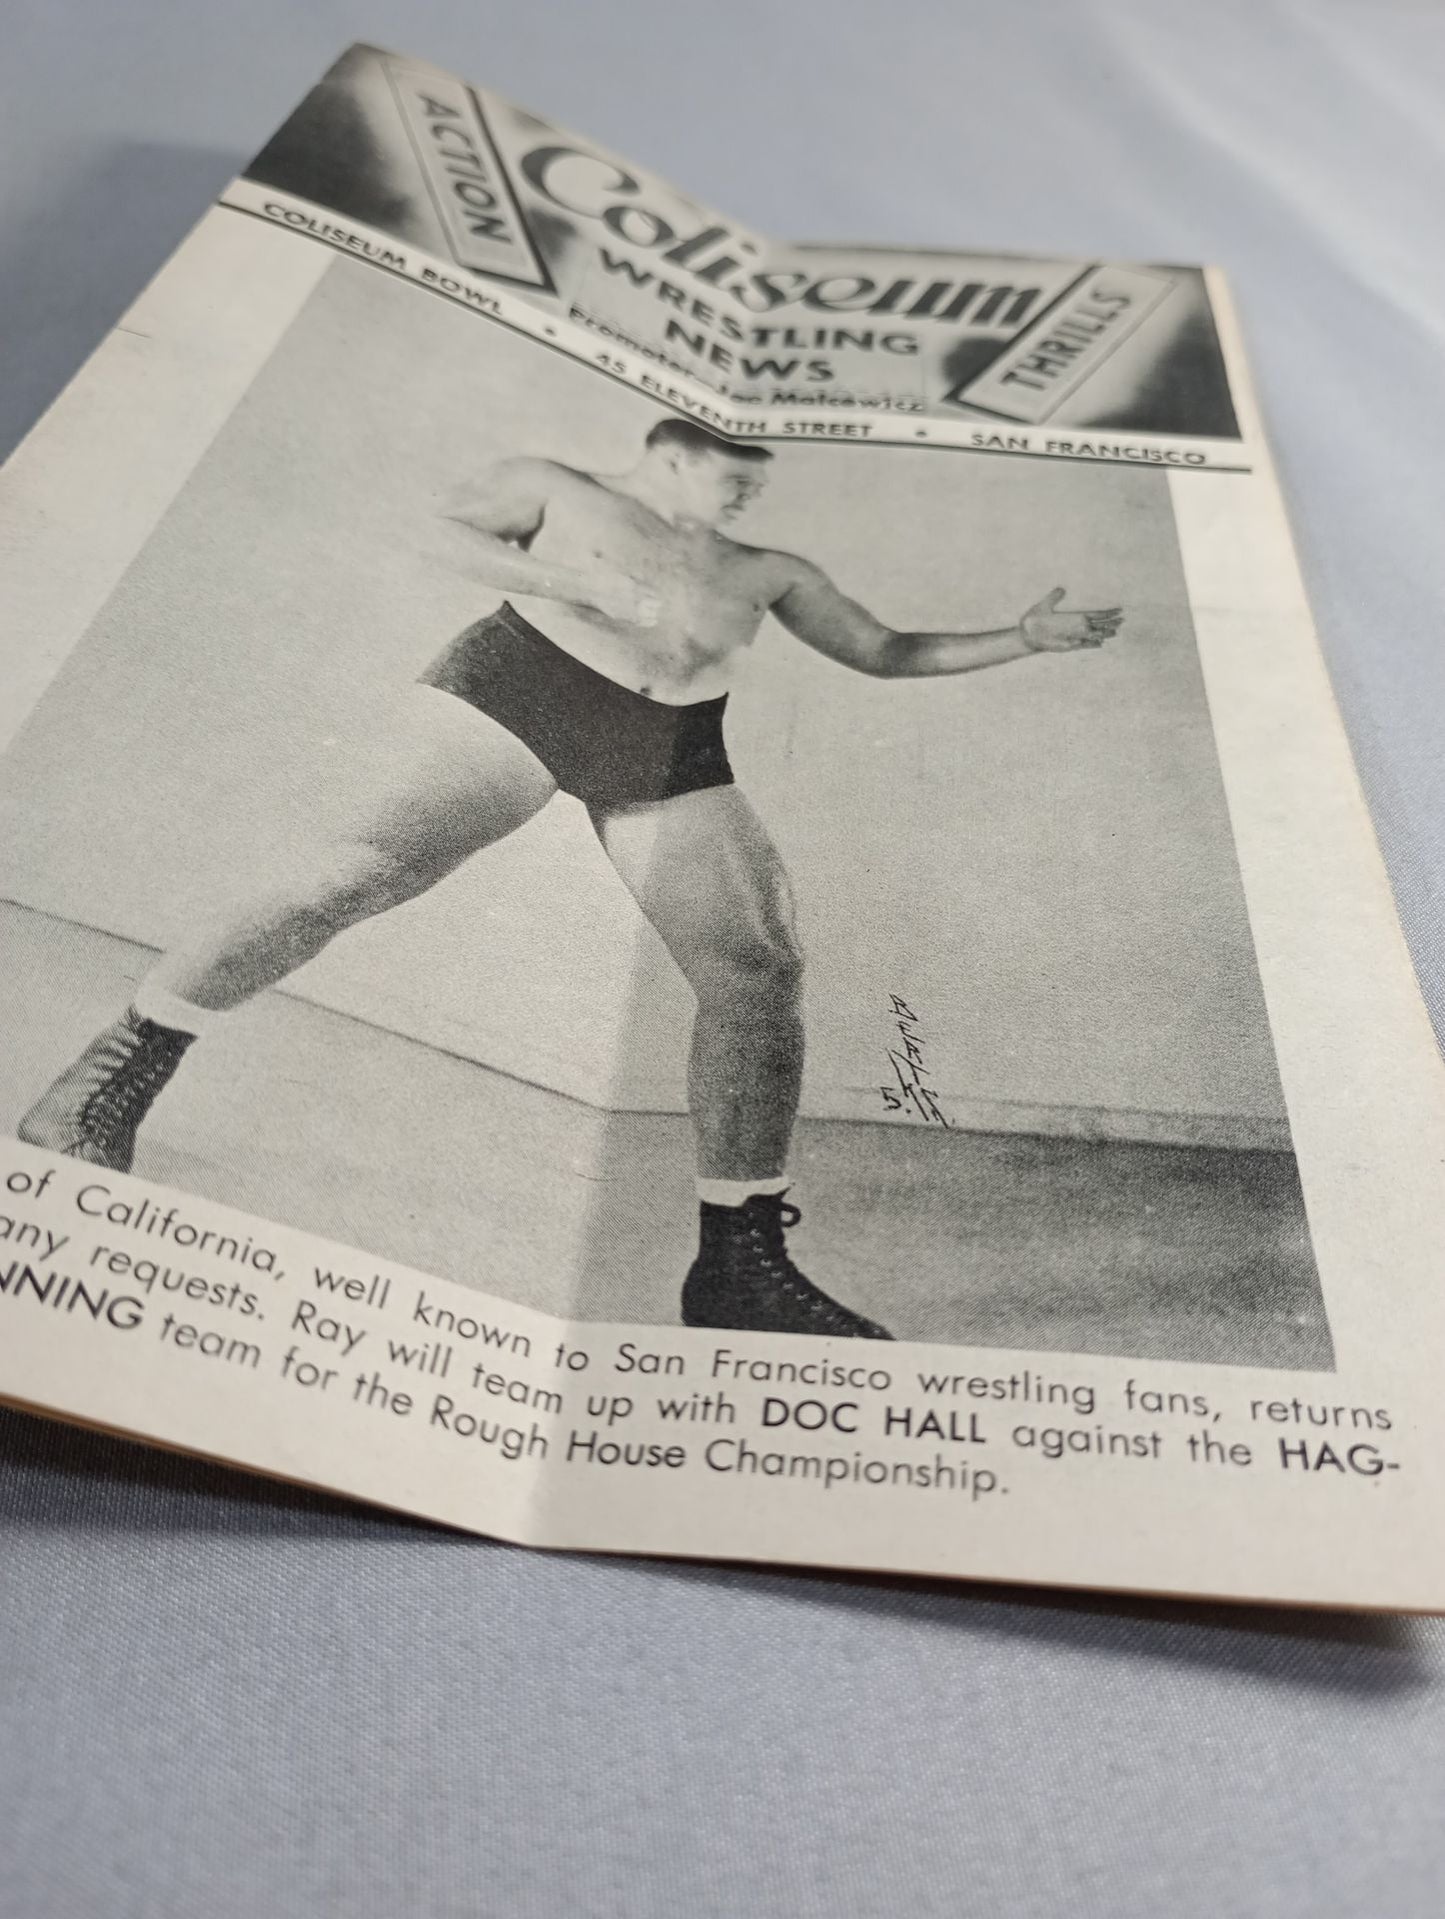 ACTION
Coliseum
WRESTLING
NEWS
THRILLS
Promoter Joe Malcewicz
COLISEUM BOWL • 45 ELEVENTH STREET • SAN FRANCISCO
of California, well known to San Francisco wrestling fans, returns
any requests. Ray will team up with DOC HALL against the HAG-
NNING team for the Rough House Championship.